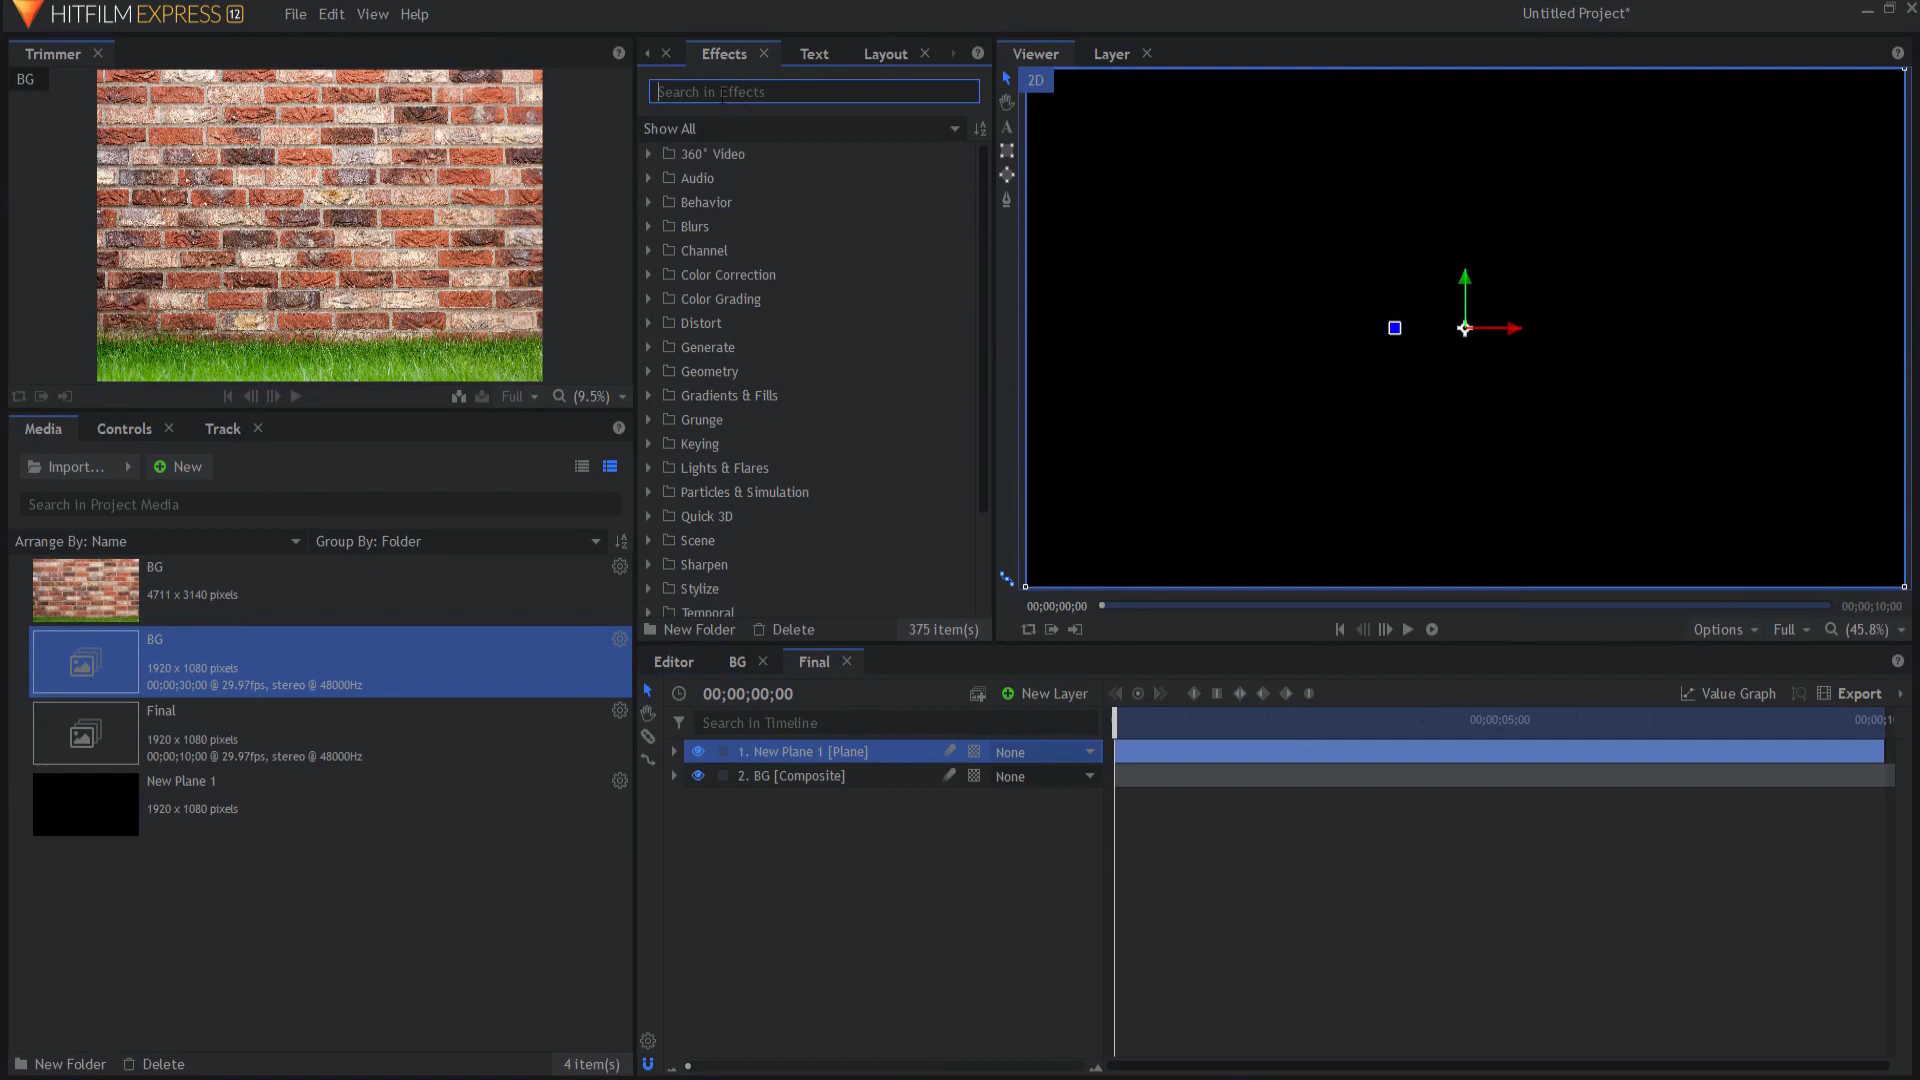 HITFILM EXPRESS 12
File Edit View Help
Untitled Project*
Trimmer
BG
Effects
Text
Layout
Search in Effects
Show All
360° Video
Audio
Behavior
Blurs
Channel
Color Correction
Color Grading
Distort
Generate
Geometry
Gradients & Fills
Grunge
Keying
Lights & Flares
Particles & Simulation
Quick 3D
Scene
Sharpen
Stylize
Temporal
New Folder
Delete
375 item(s)
Viewer
Layer
2D
A
00;00;00;00
00;00;10;00
Options
Full
(45.8%)
Full
(9.5%)
Media
Controls
Track
Import...
New
Search in Project Media
Arrange By: Name
Group By: Folder
BG
4711 x 3140 pixels
BG
1920 x 1080 pixels
00;00;30;00 @ 29.97fps, stereo @ 48000Hz
Final
1920 x 1080 pixels
00;00;10;00 @ 29.97fps, stereo @ 48000Hz
New Plane 1
1920 x 1080 pixels
New Folder
Delete
4 item(s)
Editor
BG
Final
00;00;00;00
New Layer
Value Graph
Export
Search in Timeline
00;00;05;00
00;00;1
1. New Plane 1 [Plane]
None
2. BG [Composite]
None